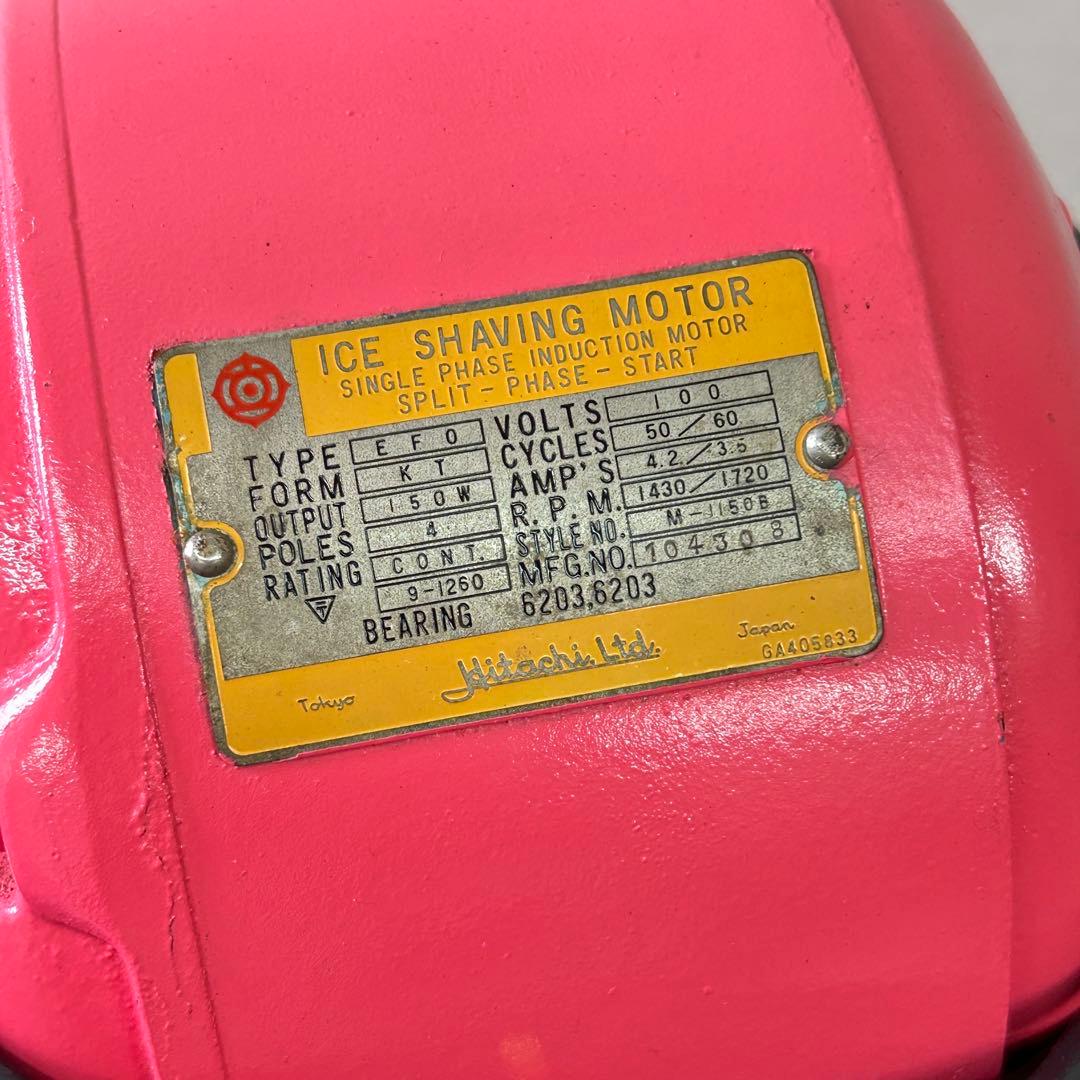 ICE SHAVING MOTOR
SINGLE PHASE INDUCTION MOTOR
SPLIT-PHASE-START
TYPE EFO VOLTS 100
FORM KT CYCLES 50/60
OUTPUT 150W AMP'S 4.2/3.5
POLES 4 R.P.M. 1430/1720
RATING CONT STYLE NO. M-1150B
9-1260 MFG.NO. 104308
BEARING 6203,6203
Tokyo Hitachi, Ltd. Japan
GA405833